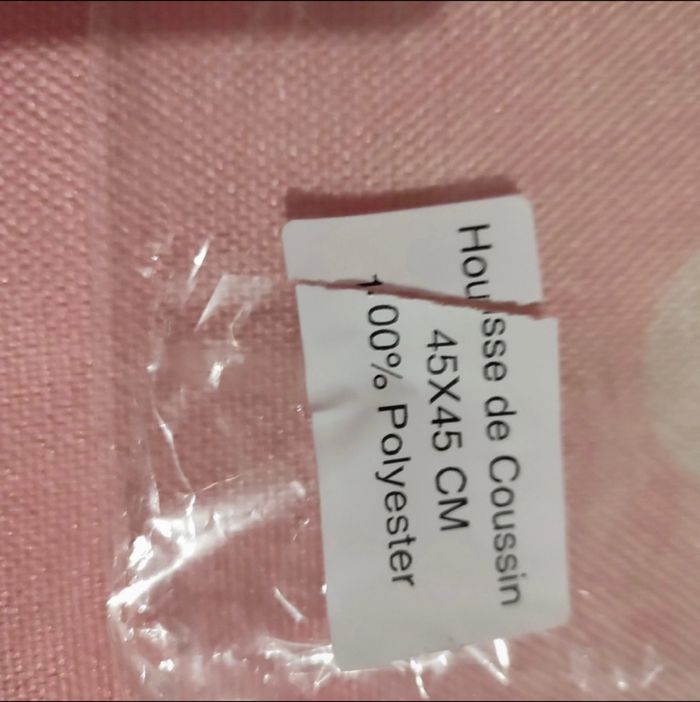 Housse de Coussin
45X45 CM
100% Polyester